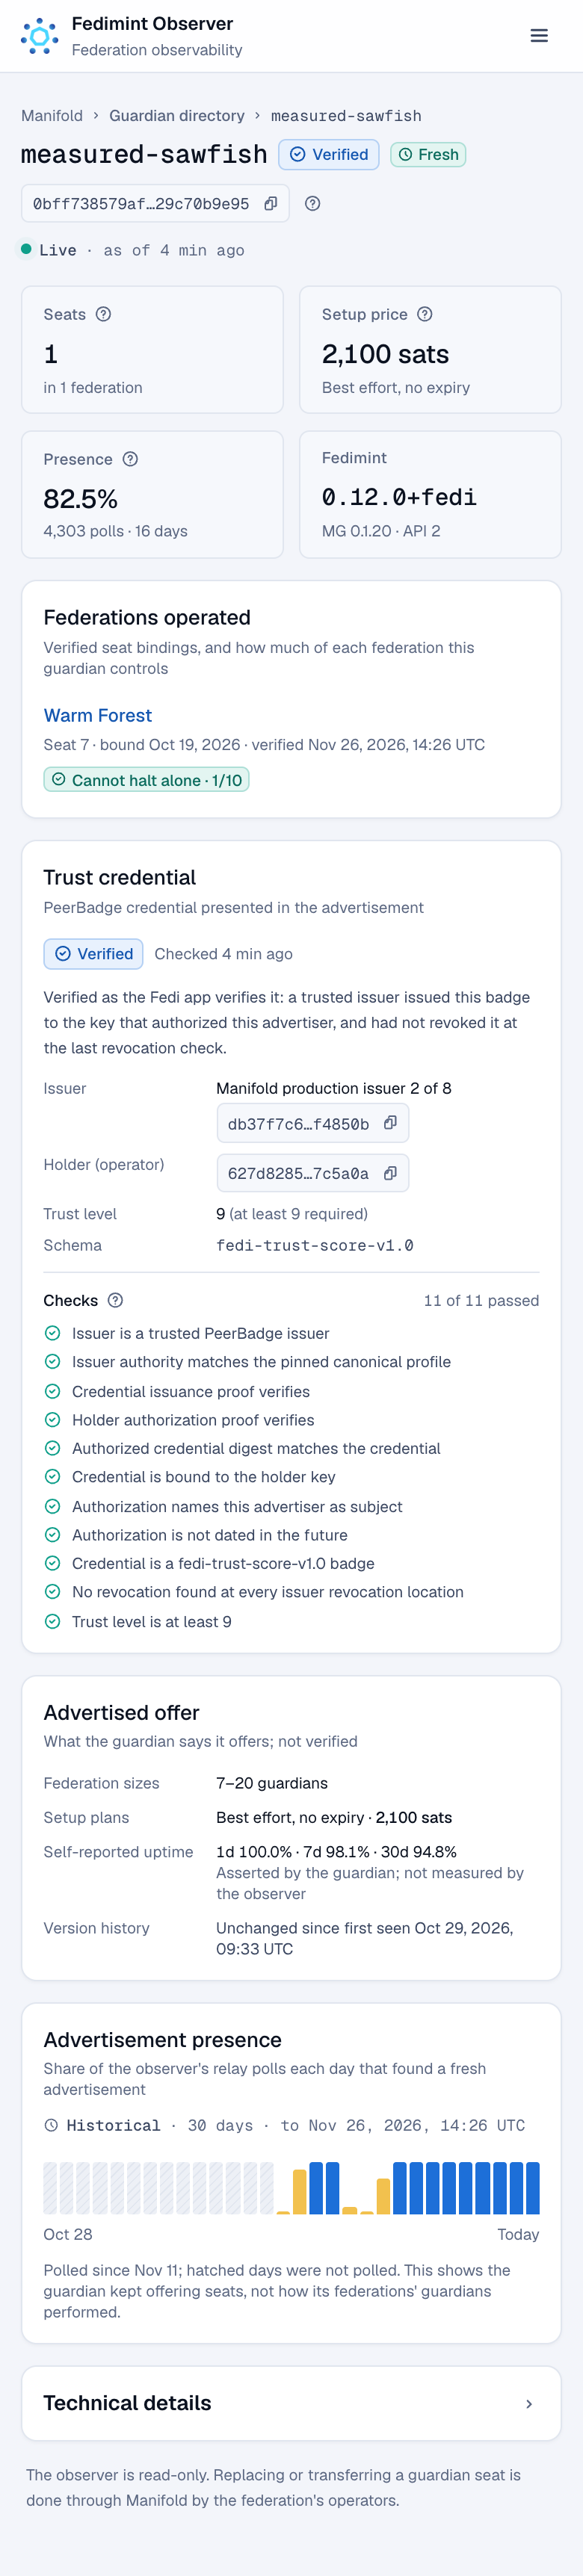 Fedimint Observer
Federation observability
Manifold › Guardian directory › measured-sawfish
measured-sawfish Verified Fresh
0bff738579af…29c70b9e95
Live · as of 4 min ago
Seats
1
in 1 federation
Setup price
2,100 sats
Best effort, no expiry
Presence
82.5%
4,303 polls · 16 days
Fedimint
0.12.0+fedi
MG 0.1.20 · API 2
Federations operated
Verified seat bindings, and how much of each federation this
guardian controls
Warm Forest
Seat 7 · bound Oct 19, 2026 · verified Nov 26, 2026, 14:26 UTC
Cannot halt alone · 1/10
Trust credential
PeerBadge credential presented in the advertisement
Verified Checked 4 min ago
Verified as the Fedi app verifies it: a trusted issuer issued this badge
to the key that authorized this advertiser, and had not revoked it at
the last revocation check.
Issuer Manifold production issuer 2 of 8
db37f7c6…f4850b
Holder (operator) 627d8285…7c5a0a
Trust level 9 (at least 9 required)
Schema fedi-trust-score-v1.0
Checks 11 of 11 passed
Issuer is a trusted PeerBadge issuer
Issuer authority matches the pinned canonical profile
Credential issuance proof verifies
Holder authorization proof verifies
Authorized credential digest matches the credential
Credential is bound to the holder key
Authorization names this advertiser as subject
Authorization is not dated in the future
Credential is a fedi-trust-score-v1.0 badge
No revocation found at every issuer revocation location
Trust level is at least 9
Advertised offer
What the guardian says it offers; not verified
Federation sizes 7–20 guardians
Setup plans Best effort, no expiry · 2,100 sats
Self-reported uptime 1d 100.0% · 7d 98.1% · 30d 94.8%
Asserted by the guardian; not measured by
the observer
Version history Unchanged since first seen Oct 29, 2026,
09:33 UTC
Advertisement presence
Share of the observer's relay polls each day that found a fresh
advertisement
Historical · 30 days · to Nov 26, 2026, 14:26 UTC
Oct 28 Today
Polled since Nov 11; hatched days were not polled. This shows the
guardian kept offering seats, not how its federations' guardians
performed.
Technical details
The observer is read-only. Replacing or transferring a guardian seat is
done through Manifold by the federation's operators.